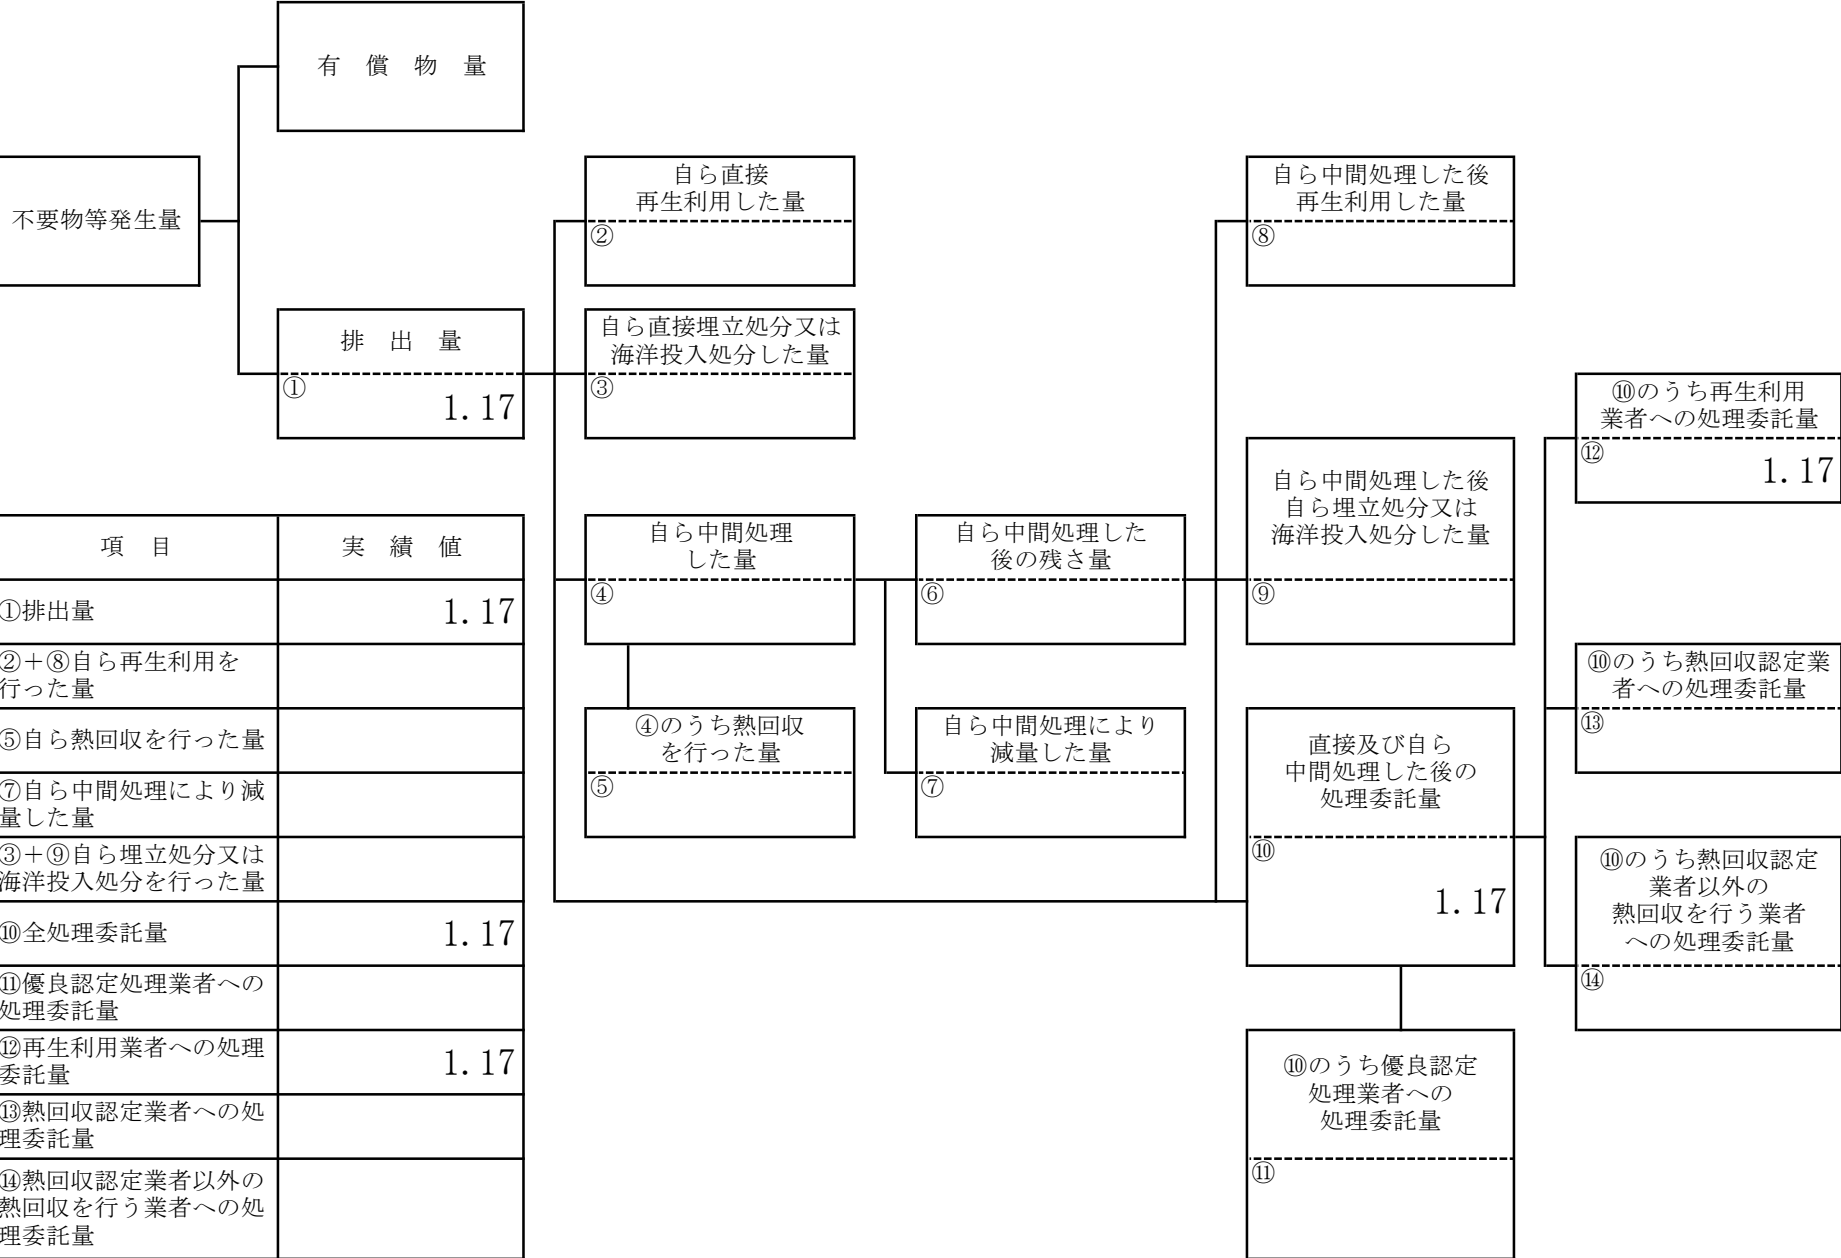 有　償　物　量
不要物等発生量
排　出　量
①
1.17
自ら直接
再生利用した量
②
自ら直接埋立処分又は
海洋投入処分した量
③
自ら中間処理
した量
④
④のうち熱回収
を行った量
⑤
自ら中間処理した
後の残さ量
⑥
自ら中間処理により
減量した量
⑦
自ら中間処理した後
再生利用した量
⑧
自ら中間処理した後
自ら埋立処分又は
海洋投入処分した量
⑨
直接及び自ら
中間処理した後の
処理委託量
⑩
1.17
⑩のうち優良認定
処理業者への
処理委託量
⑪
⑩のうち再生利用
業者への処理委託量
⑫
1.17
⑩のうち熱回収認定業
者への処理委託量
⑬
⑩のうち熱回収認定
業者以外の
熱回収を行う業者
への処理委託量
⑭
項　目
実　績　値
①排出量
1.17
②＋⑧自ら再生利用を
行った量
⑤自ら熱回収を行った量
⑦自ら中間処理により減
量した量
③＋⑨自ら埋立処分又は
海洋投入処分を行った量
⑩全処理委託量
1.17
⑪優良認定処理業者への
処理委託量
⑫再生利用業者への処理
委託量
1.17
⑬熱回収認定業者への処
理委託量
⑭熱回収認定業者以外の
熱回収を行う業者への処
理委託量